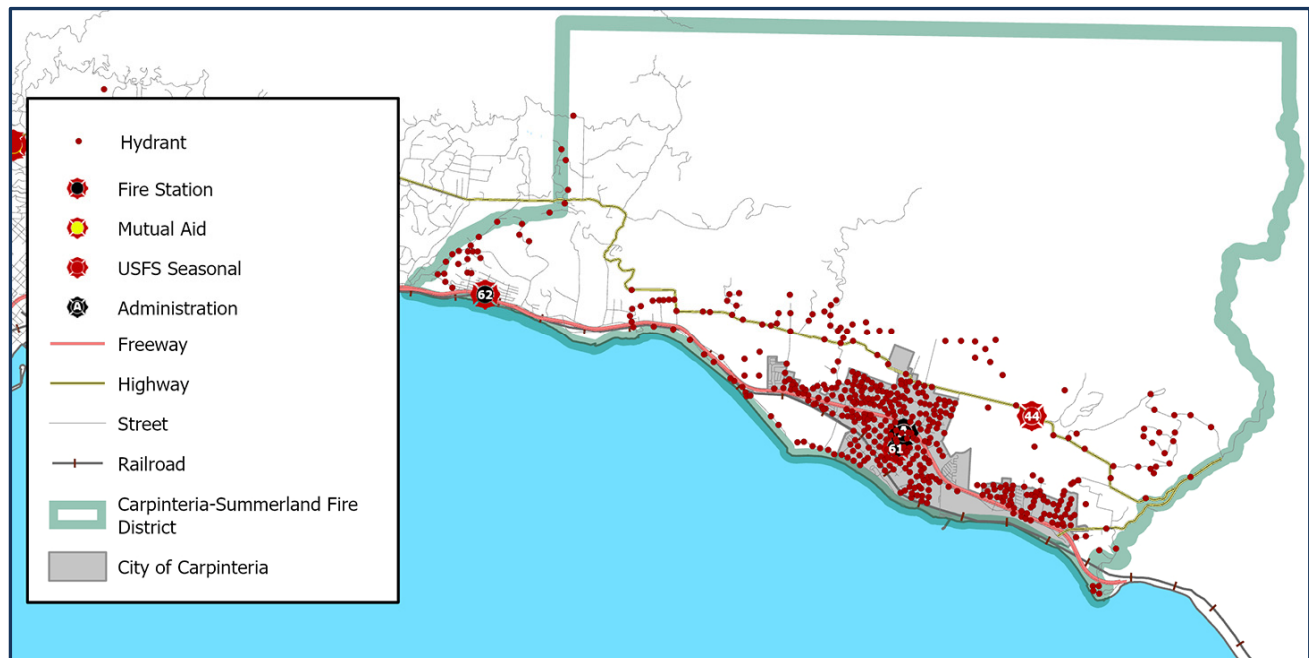 Hydrant
Fire Station
Mutual Aid
USFS Seasonal
A
Administration
Freeway
Highway
Street
Railroad
Carpinteria-Summerland Fire
District
City of Carpinteria
62
44
61